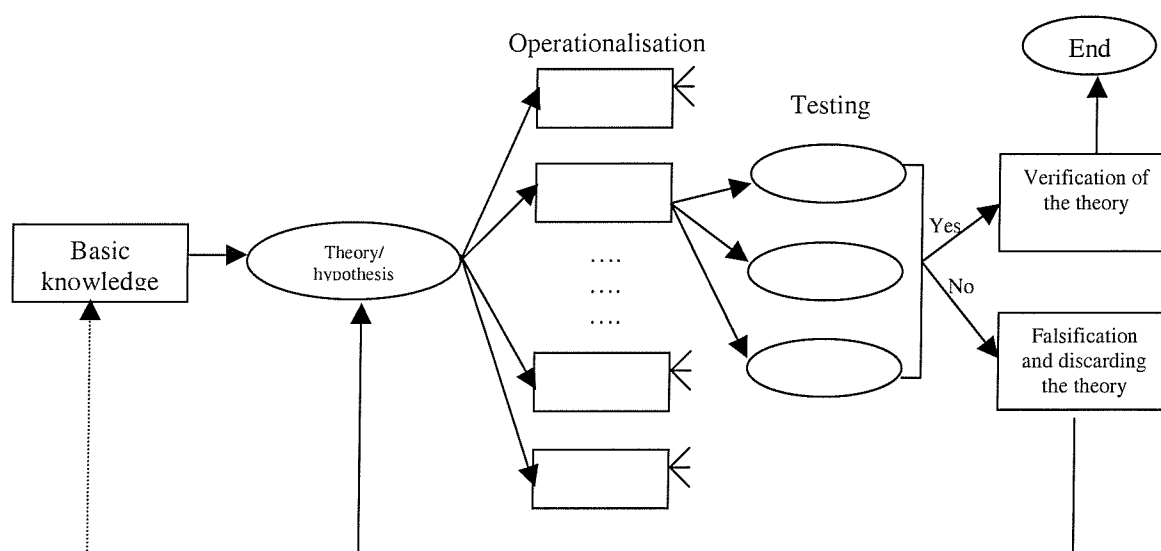 Operationalisation
End
Testing
Verification of
the theory
Yes
Basic
knowledge
Theory/
hypothesis
....
....
....
No
Falsification
and discarding
the theory